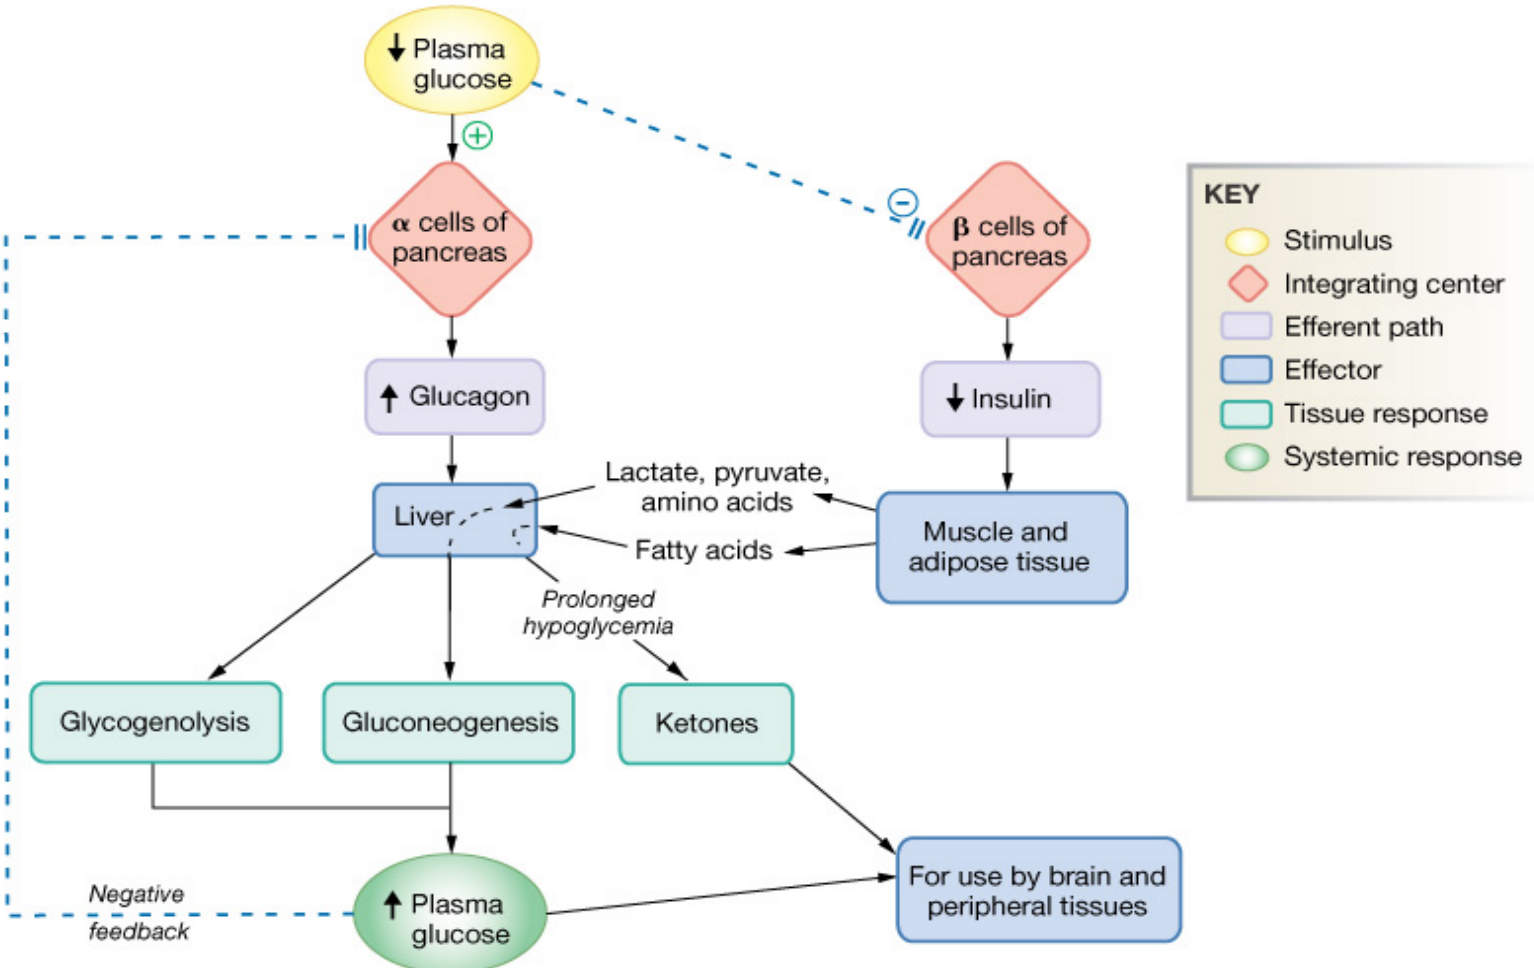 ↓ Plasma
glucose
+
α cells of
pancreas
−
β cells of
pancreas
↑ Glucagon
↓ Insulin
Liver
Lactate, pyruvate,
amino acids
Fatty acids
Muscle and
adipose tissue
Prolonged
hypoglycemia
Glycogenolysis
Gluconeogenesis
Ketones
Negative
feedback
↑ Plasma
glucose
For use by brain and
peripheral tissues
KEY
Stimulus
Integrating center
Efferent path
Effector
Tissue response
Systemic response